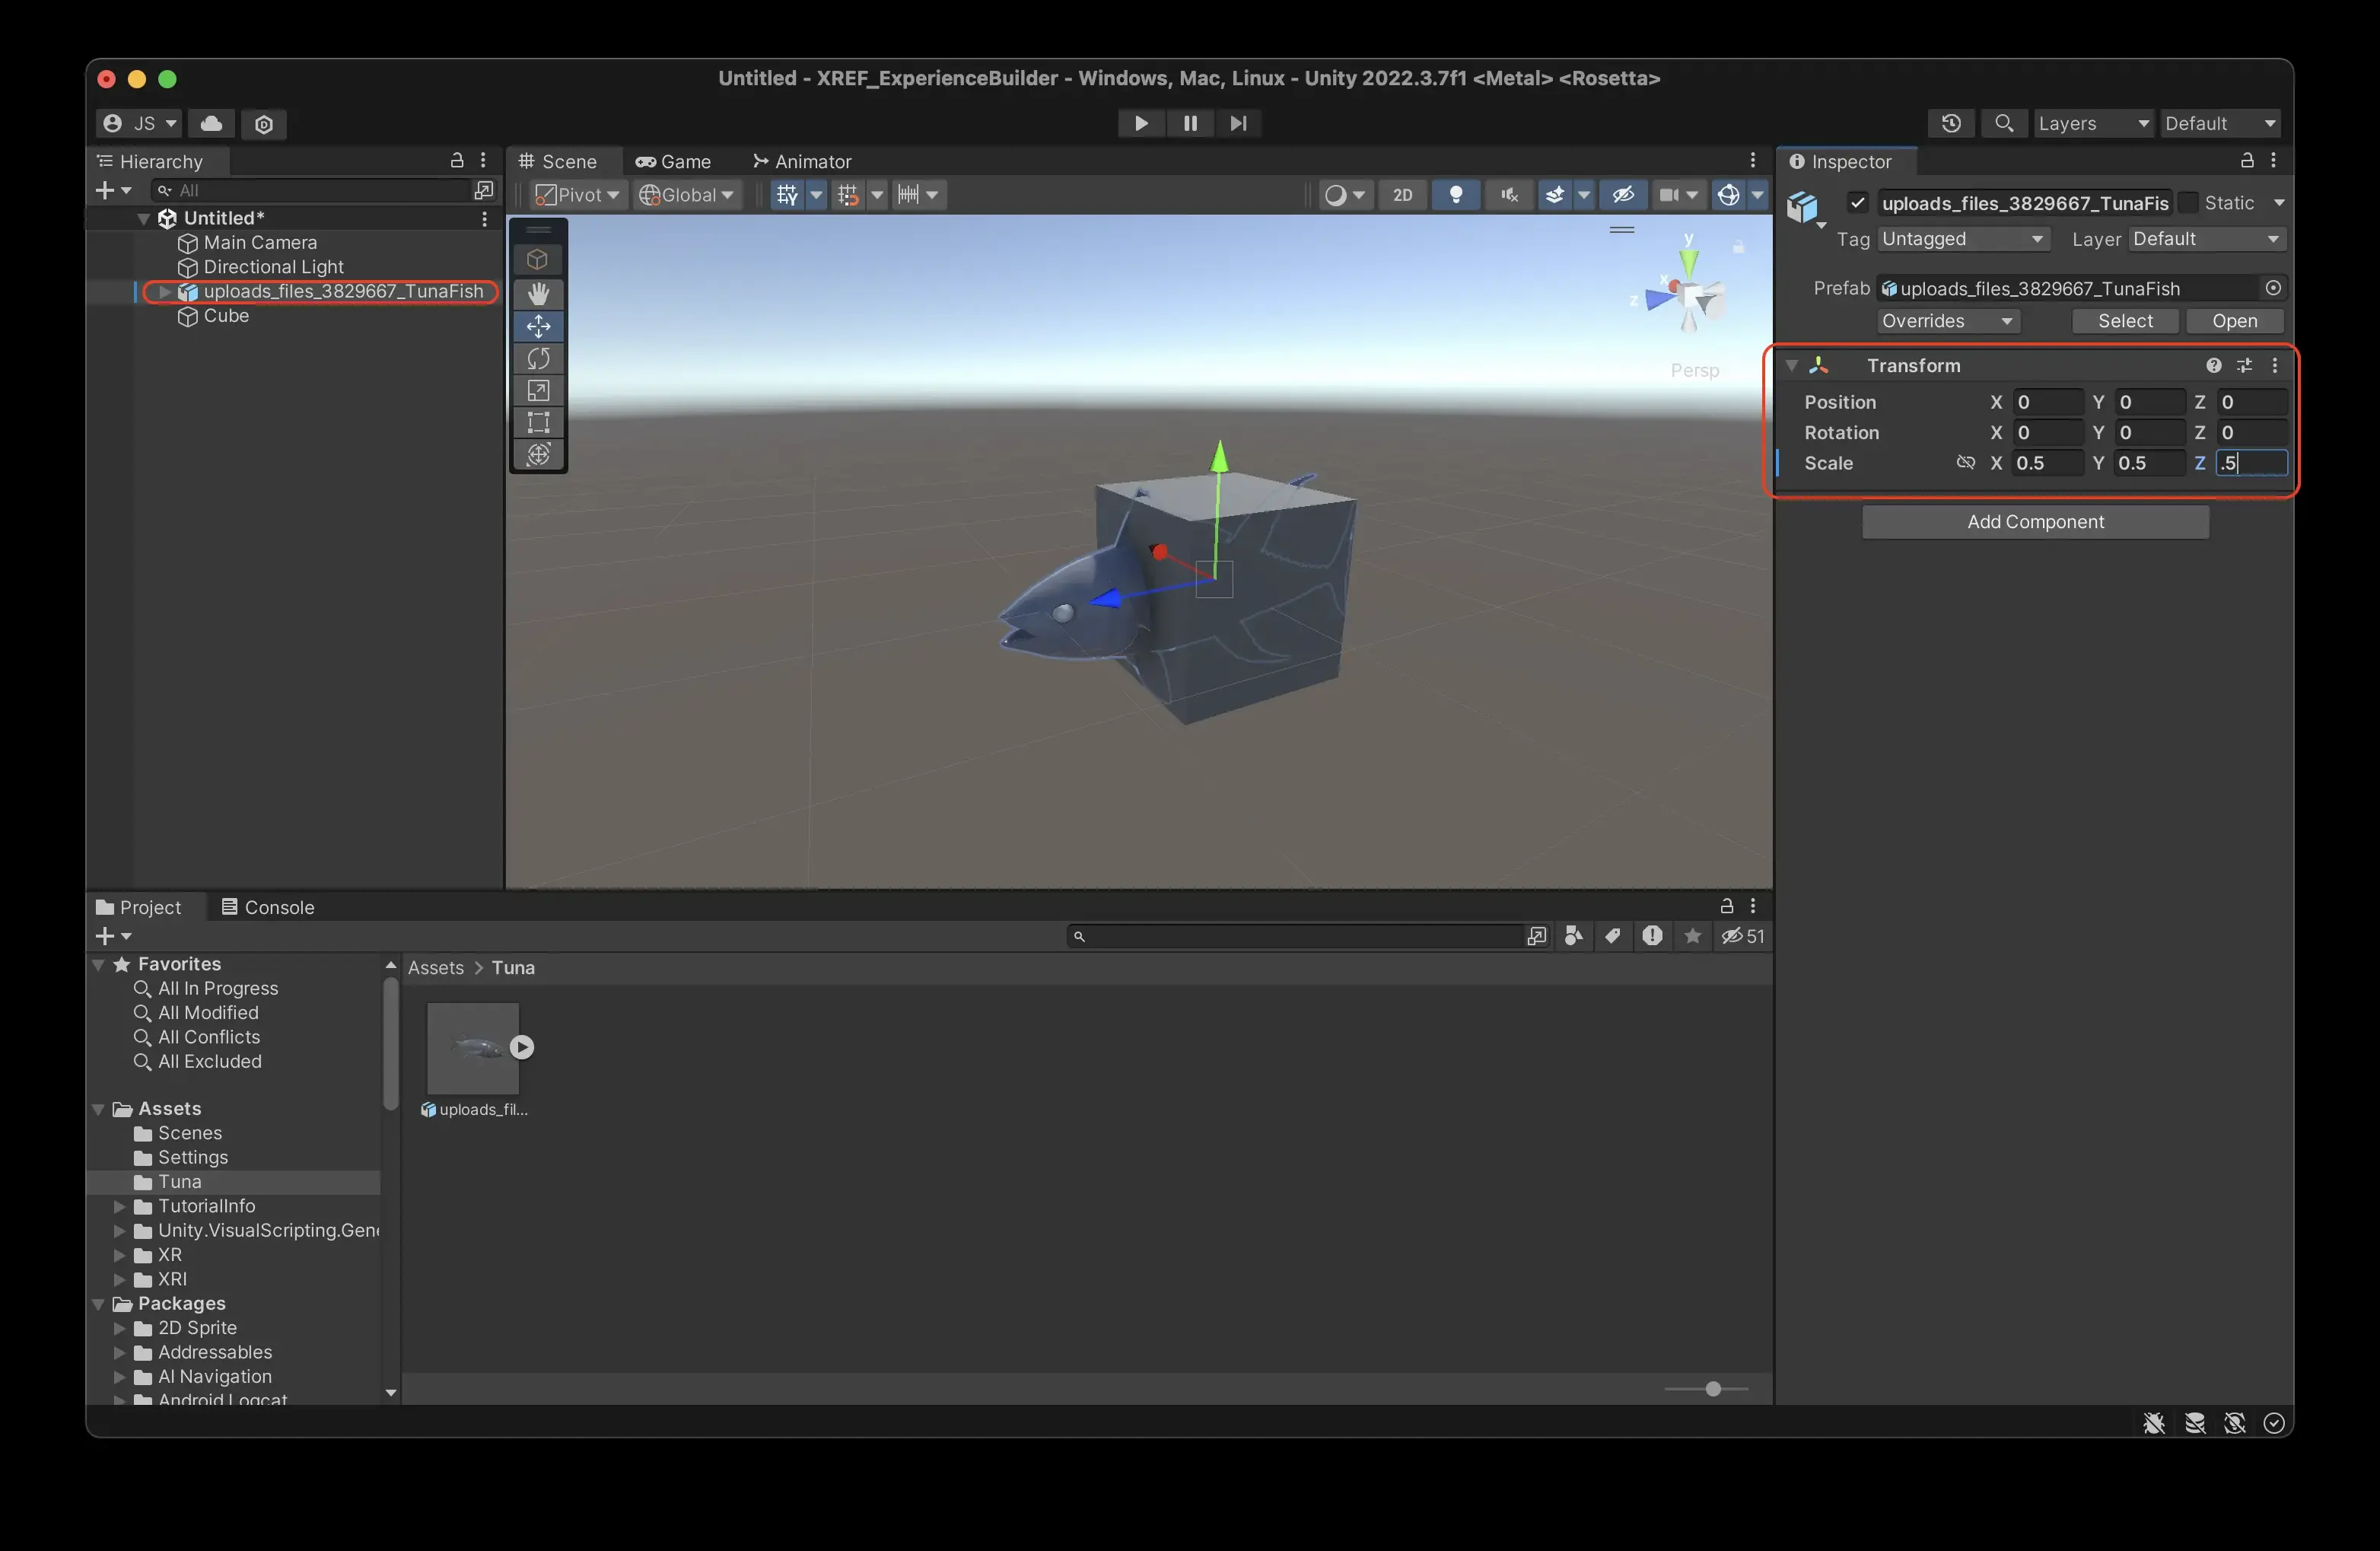 Untitled - XREF_ExperienceBuilder - Windows, Mac, Linux - Unity 2022.3.7f1 <Metal> <Rosetta>
JS
Layers
Default
Hierarchy
All
Untitled*
Main Camera
Directional Light
uploads_files_3829667_TunaFish
Cube
Scene
Game
Animator
Pivot
Global
2D
y
x
z
Persp
Inspector
uploads_files_3829667_TunaFis
Static
Tag
Untagged
Layer
Default
Prefab
uploads_files_3829667_TunaFish
Overrides
Select
Open
Transform
Position X 0 Y 0 Z 0
Rotation X 0 Y 0 Z 0
Scale X 0.5 Y 0.5 Z .5
Add Component
Project
Console
51
Favorites
All In Progress
All Modified
All Conflicts
All Excluded
Assets
Scenes
Settings
Tuna
TutorialInfo
Unity.VisualScripting.Gen
XR
XRI
Packages
2D Sprite
Addressables
AI Navigation
Android Logcat
Assets > Tuna
uploads_fil...